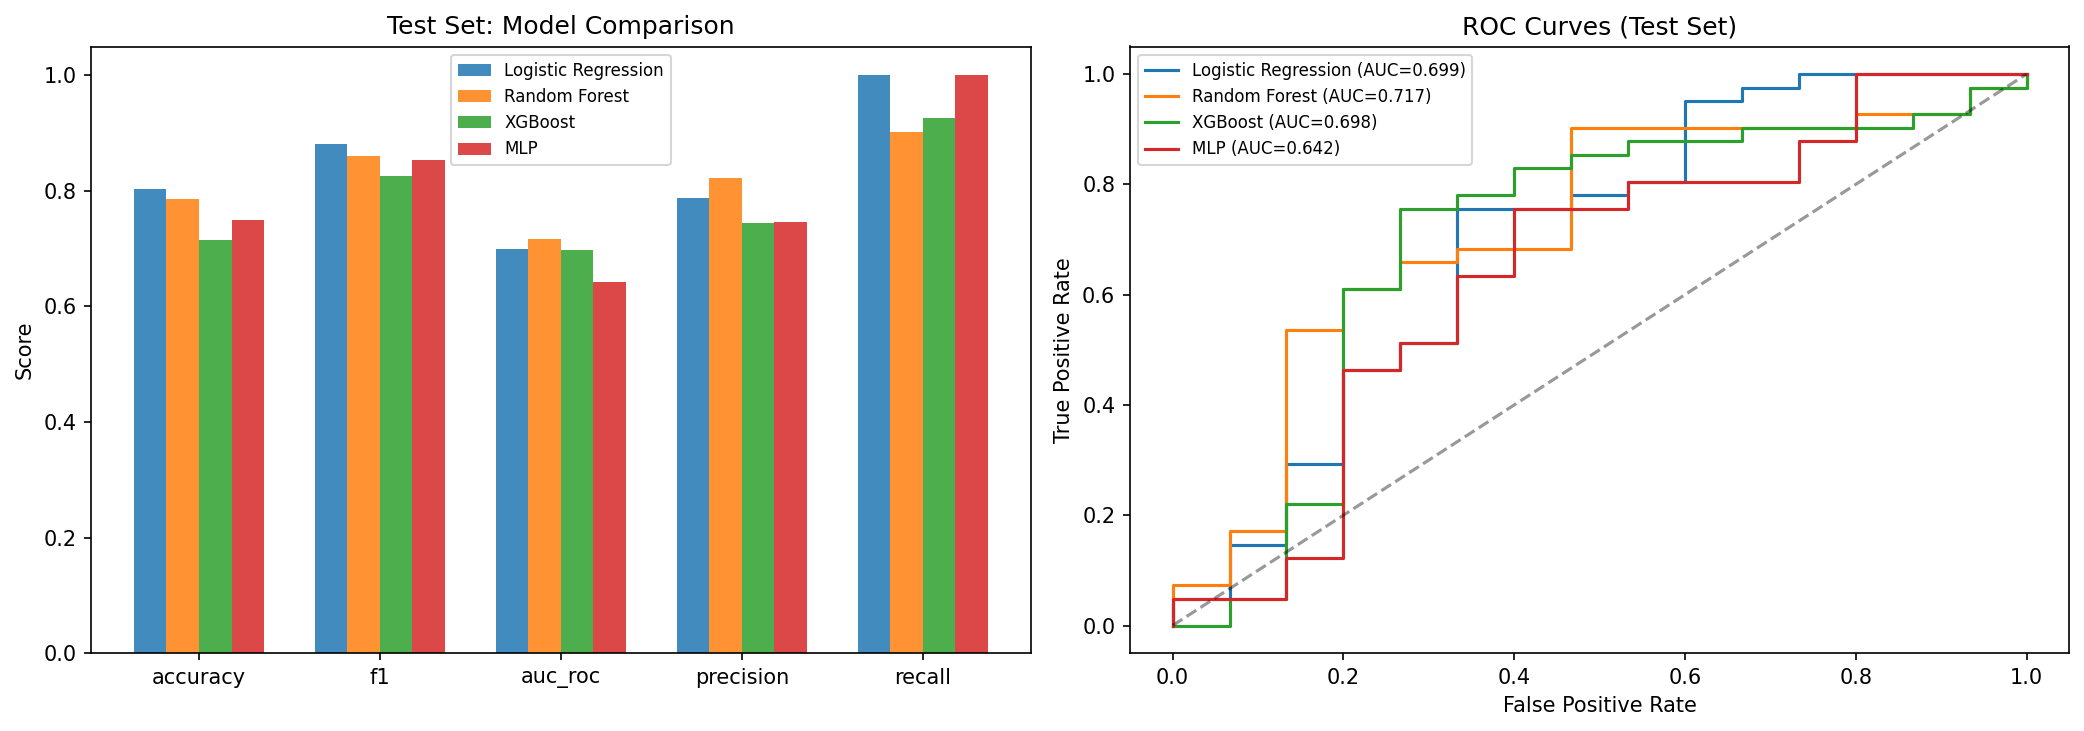 Test Set: Model Comparison
Logistic Regression
Random Forest
XGBoost
MLP
Score
1.0
0.8
0.6
0.4
0.2
0.0
accuracy
f1
auc_roc
precision
recall
ROC Curves (Test Set)
Logistic Regression (AUC=0.699)
Random Forest (AUC=0.717)
XGBoost (AUC=0.698)
MLP (AUC=0.642)
True Positive Rate
1.0
0.8
0.6
0.4
0.2
0.0
0.0
0.2
0.4
0.6
0.8
1.0
False Positive Rate